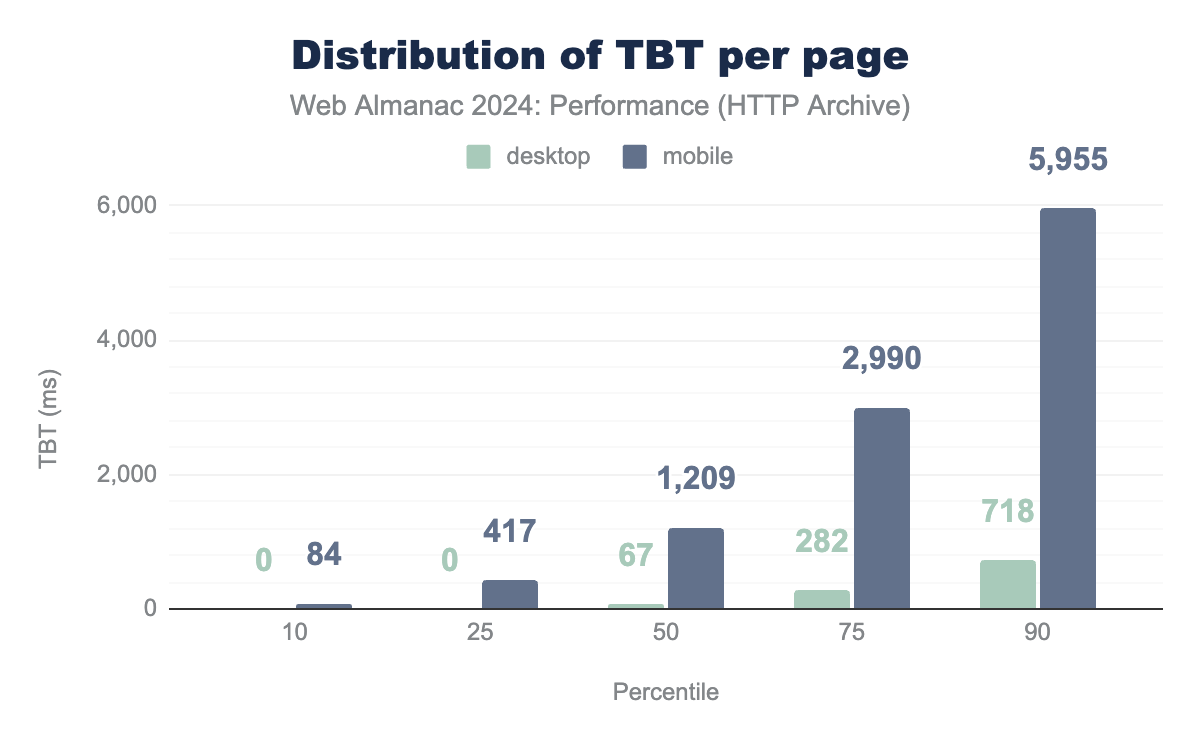 Distribution of TBT per page
Web Almanac 2024: Performance (HTTP Archive)
desktop mobile
5,955
6,000
4,000
2,990
TBT (ms)
2,000
1,209
718
417
282
67
0 84 0
0
10 25 50 75 90
Percentile